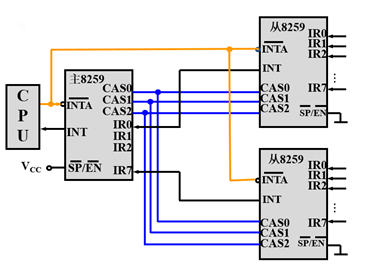 CPU
Vcc
主8259
INTA
INT
SP/EN
CAS0
CAS1
CAS2
IR0
IR1
IR2
IR7
从8259
INTA
INT
CAS0
CAS1
CAS2
IR0
IR1
IR2
⋮
IR7
SP/EN
从8259
INTA
INT
CAS0
CAS1
CAS2
IR0
IR1
IR2
⋮
IR7
SP/EN